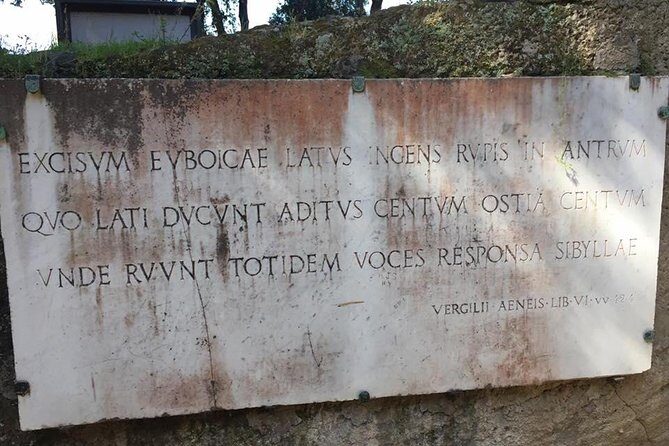 EXCISVM EVBOICAE LATVS INGENS RVPIS IN ANTRVM
QVO LATI DVCVNT ADITVS CENTVM OSTIA CENTVM
VNDE RVVNT TOTIDEM VOCES RESPONSA SIBYLLAE
VERGILII · AENEIS · LIB · VI · VV